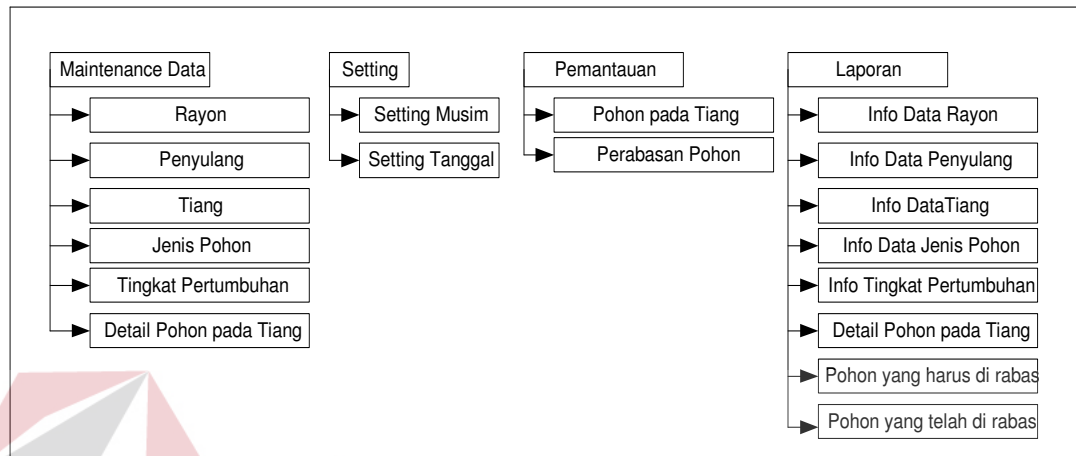 Maintenance Data
Rayon
Penyulang
Tiang
Jenis Pohon
Tingkat Pertumbuhan
Detail Pohon pada Tiang
Setting
Setting Musim
Setting Tanggal
Pemantauan
Pohon pada Tiang
Perabasan Pohon
Laporan
Info Data Rayon
Info Data Penyulang
Info DataTiang
Info Data Jenis Pohon
Info Tingkat Pertumbuhan
Detail Pohon pada Tiang
Pohon yang harus di rabas
Pohon yang telah di rabas